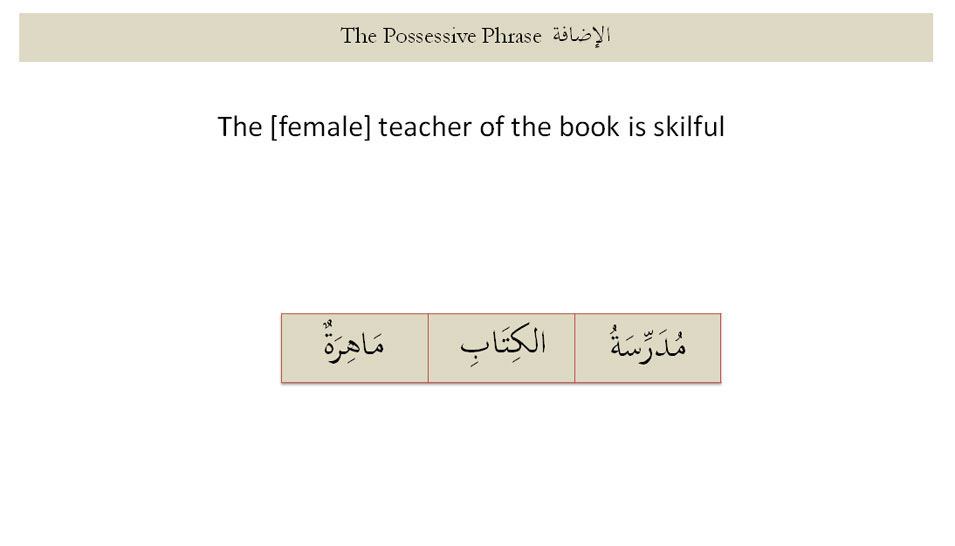 The Possessive Phrase الإضافة
The [female] teacher of the book is skilful
مُدَرِّسَةُ الكِتَابِ مَاهِرَةٌ